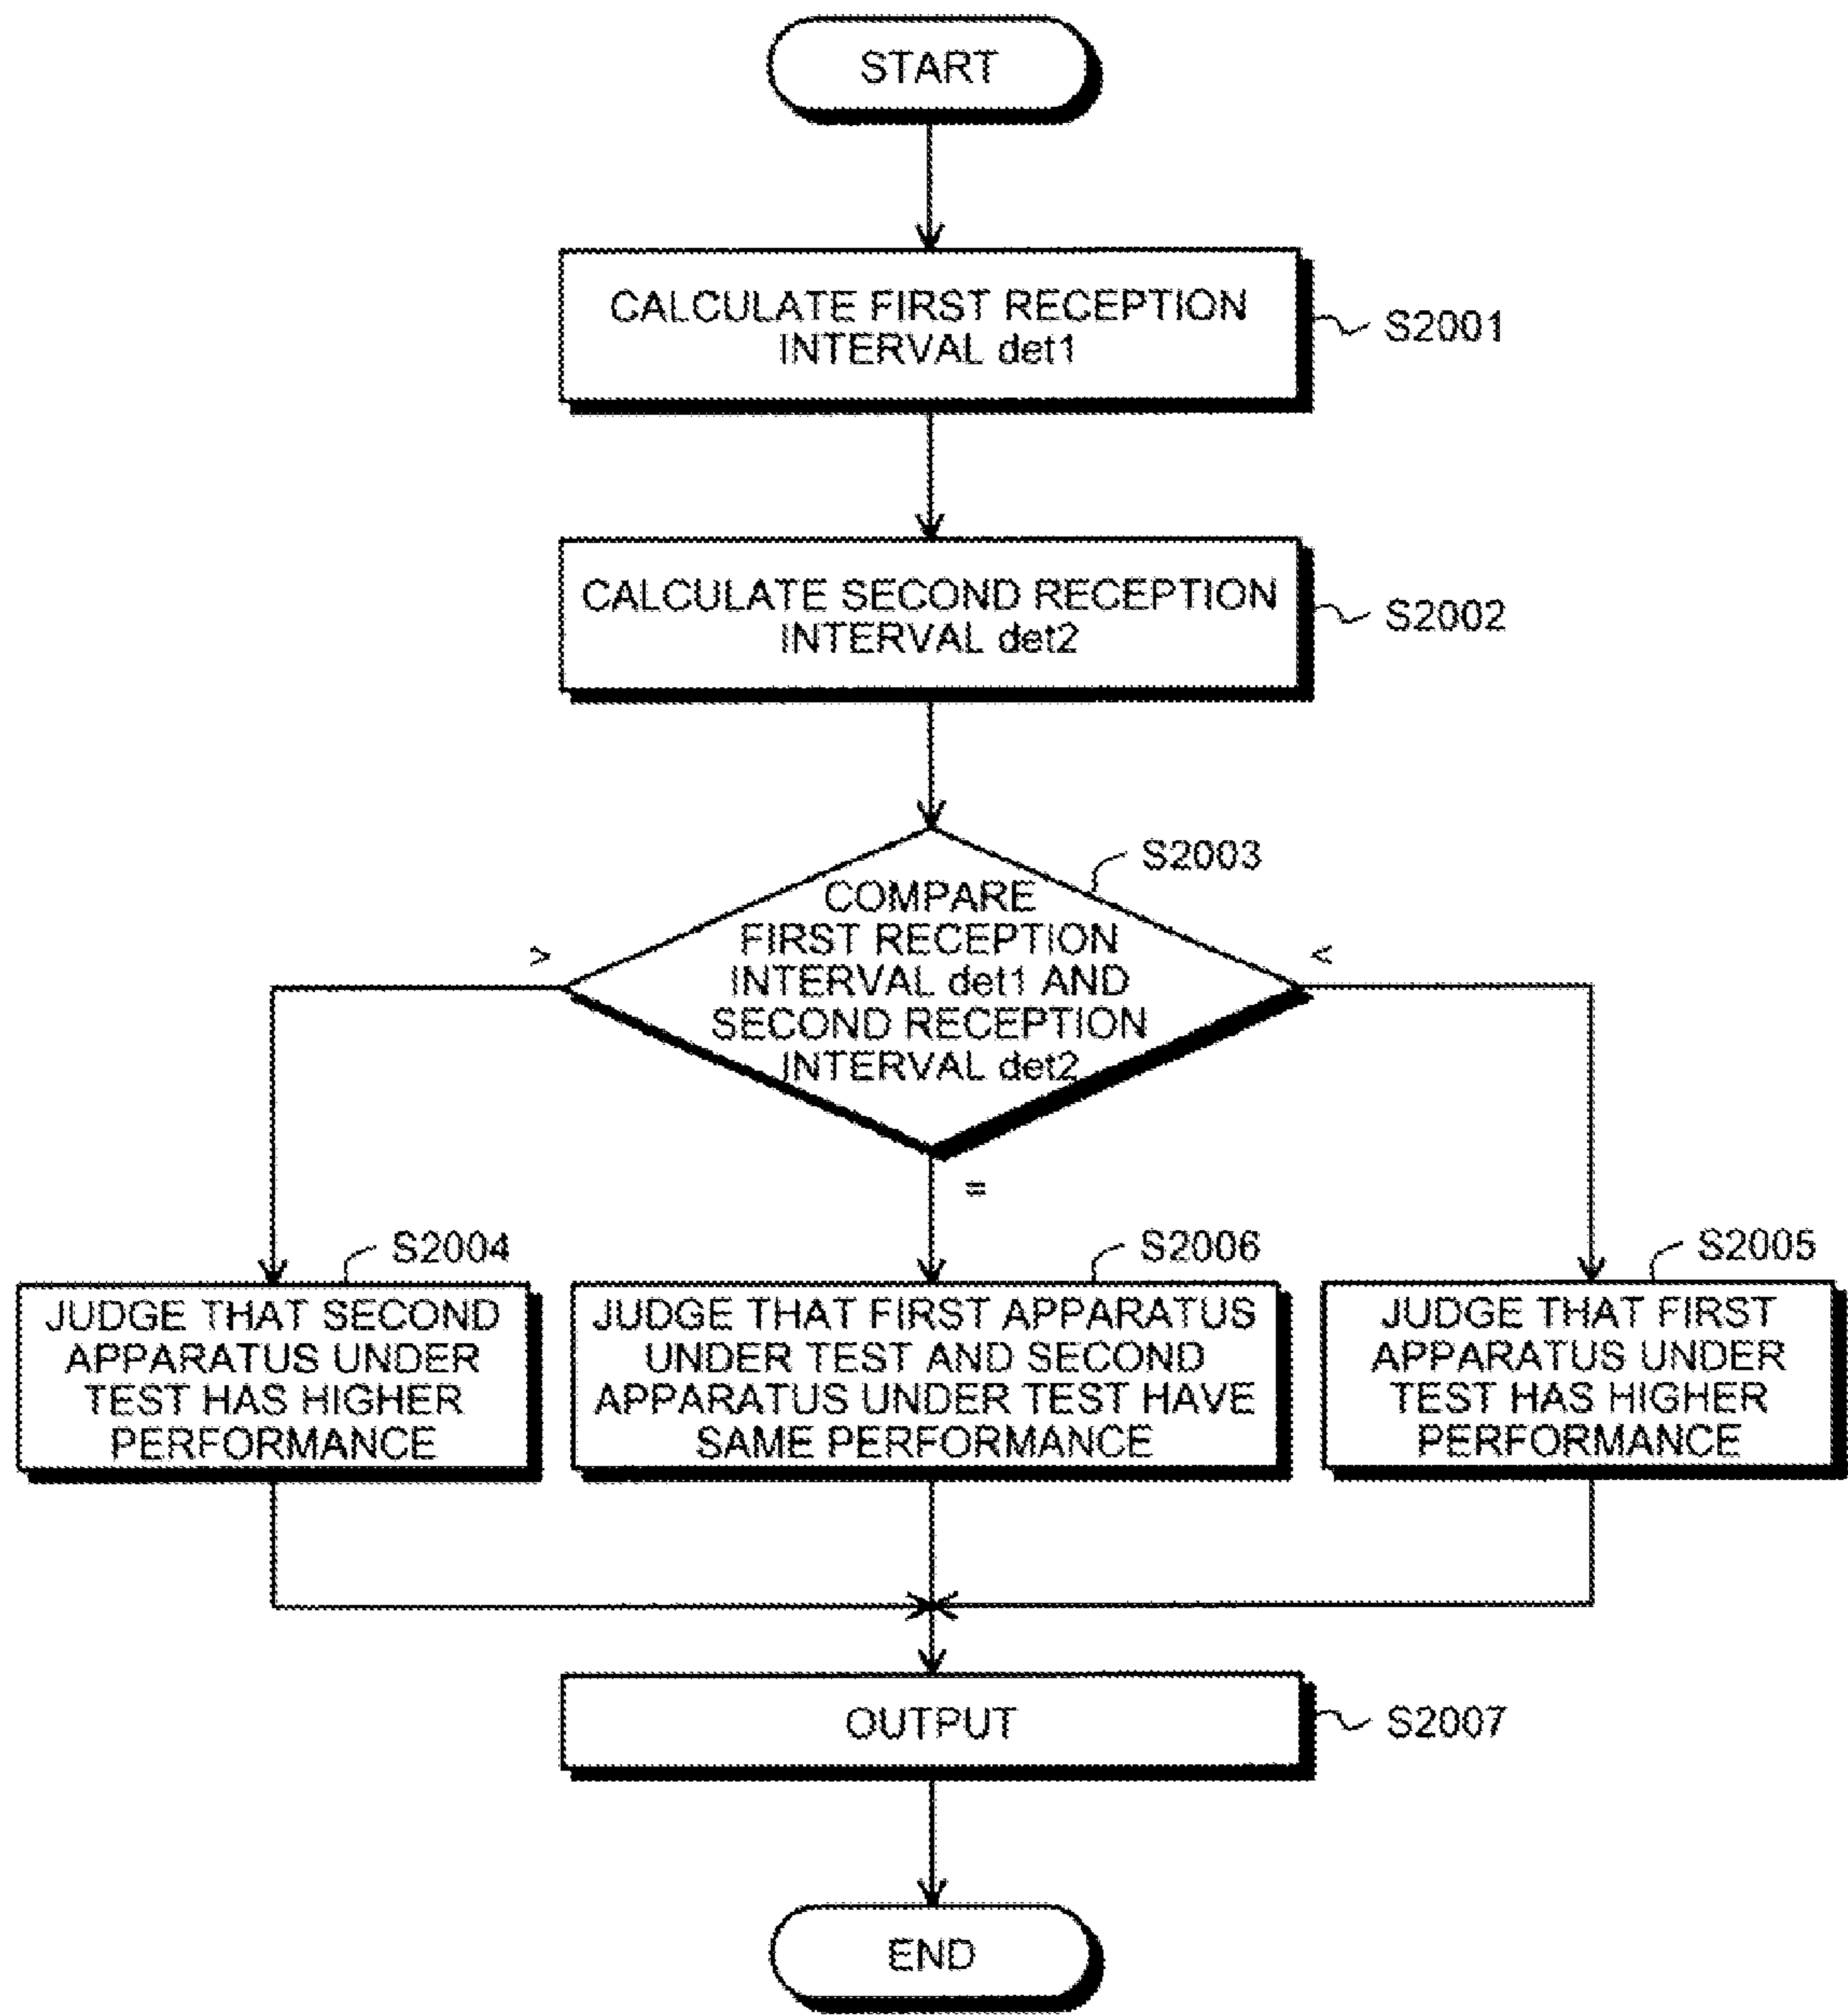 START
CALCULATE FIRST RECEPTION
INTERVAL det1
S2001
CALCULATE SECOND RECEPTION
INTERVAL det2
S2002
S2003
COMPARE
FIRST RECEPTION
INTERVAL det1 AND
SECOND RECEPTION
INTERVAL det2
>
<
=
S2004
JUDGE THAT SECOND
APPARATUS UNDER
TEST HAS HIGHER
PERFORMANCE
S2006
JUDGE THAT FIRST APPARATUS
UNDER TEST AND SECOND
APPARATUS UNDER TEST HAVE
SAME PERFORMANCE
S2005
JUDGE THAT FIRST
APPARATUS UNDER
TEST HAS HIGHER
PERFORMANCE
OUTPUT
S2007
END